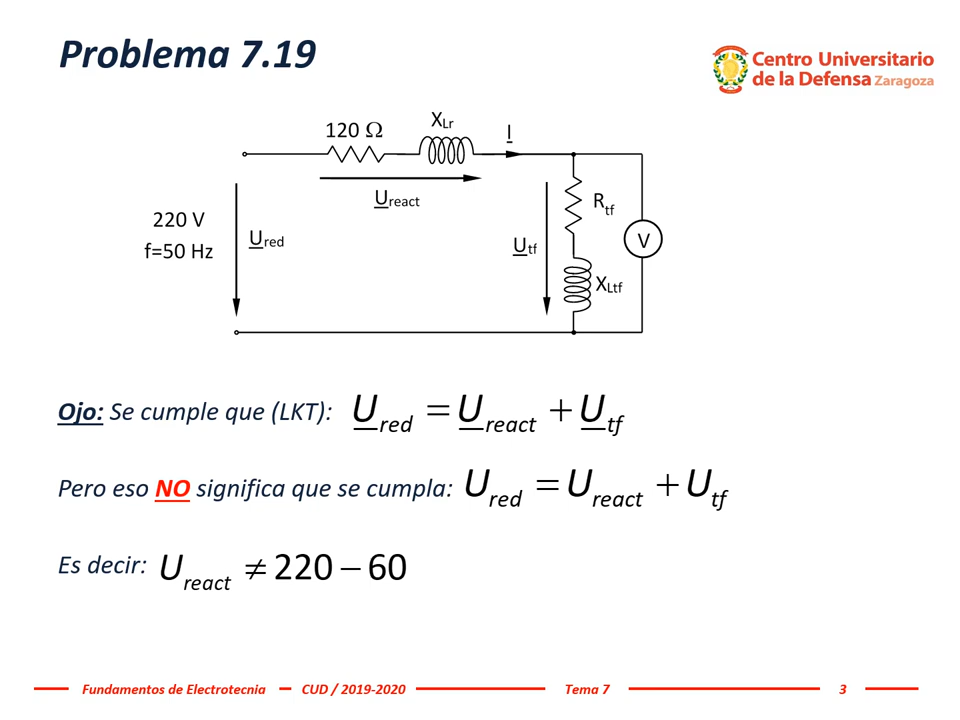 Problema 7.19
Centro Universitario
de la Defensa Zaragoza
120 Ω
XLr
I
Ureact
220 V
f=50 Hz
Ured
Utf
Rtf
XLtf
V
Ojo: Se cumple que (LKT): Ured = Ureact + Utf
Pero eso NO significa que se cumpla: Ured = Ureact + Utf
Es decir: Ureact ≠ 220 − 60
Fundamentos de Electrotecnia CUD / 2019-2020 Tema 7 3